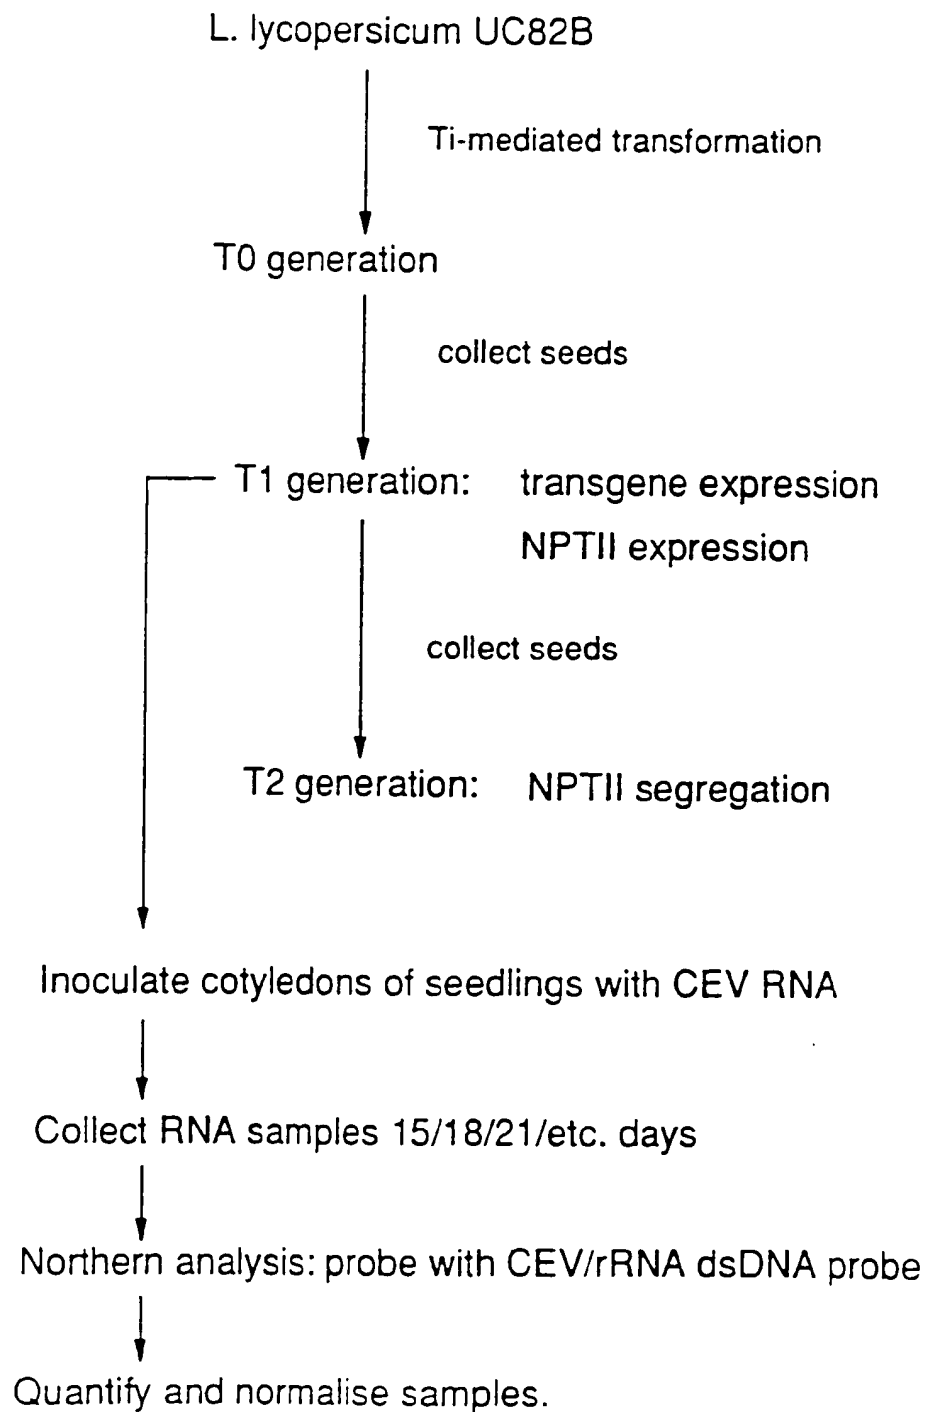 L. lycopersicum UC82B
Ti-mediated transformation
T0 generation
collect seeds
T1 generation: transgene expression
NPTII expression
collect seeds
T2 generation: NPTII segregation
Inoculate cotyledons of seedlings with CEV RNA
Collect RNA samples 15/18/21/etc. days
Northern analysis: probe with CEV/rRNA dsDNA probe
Quantify and normalise samples.